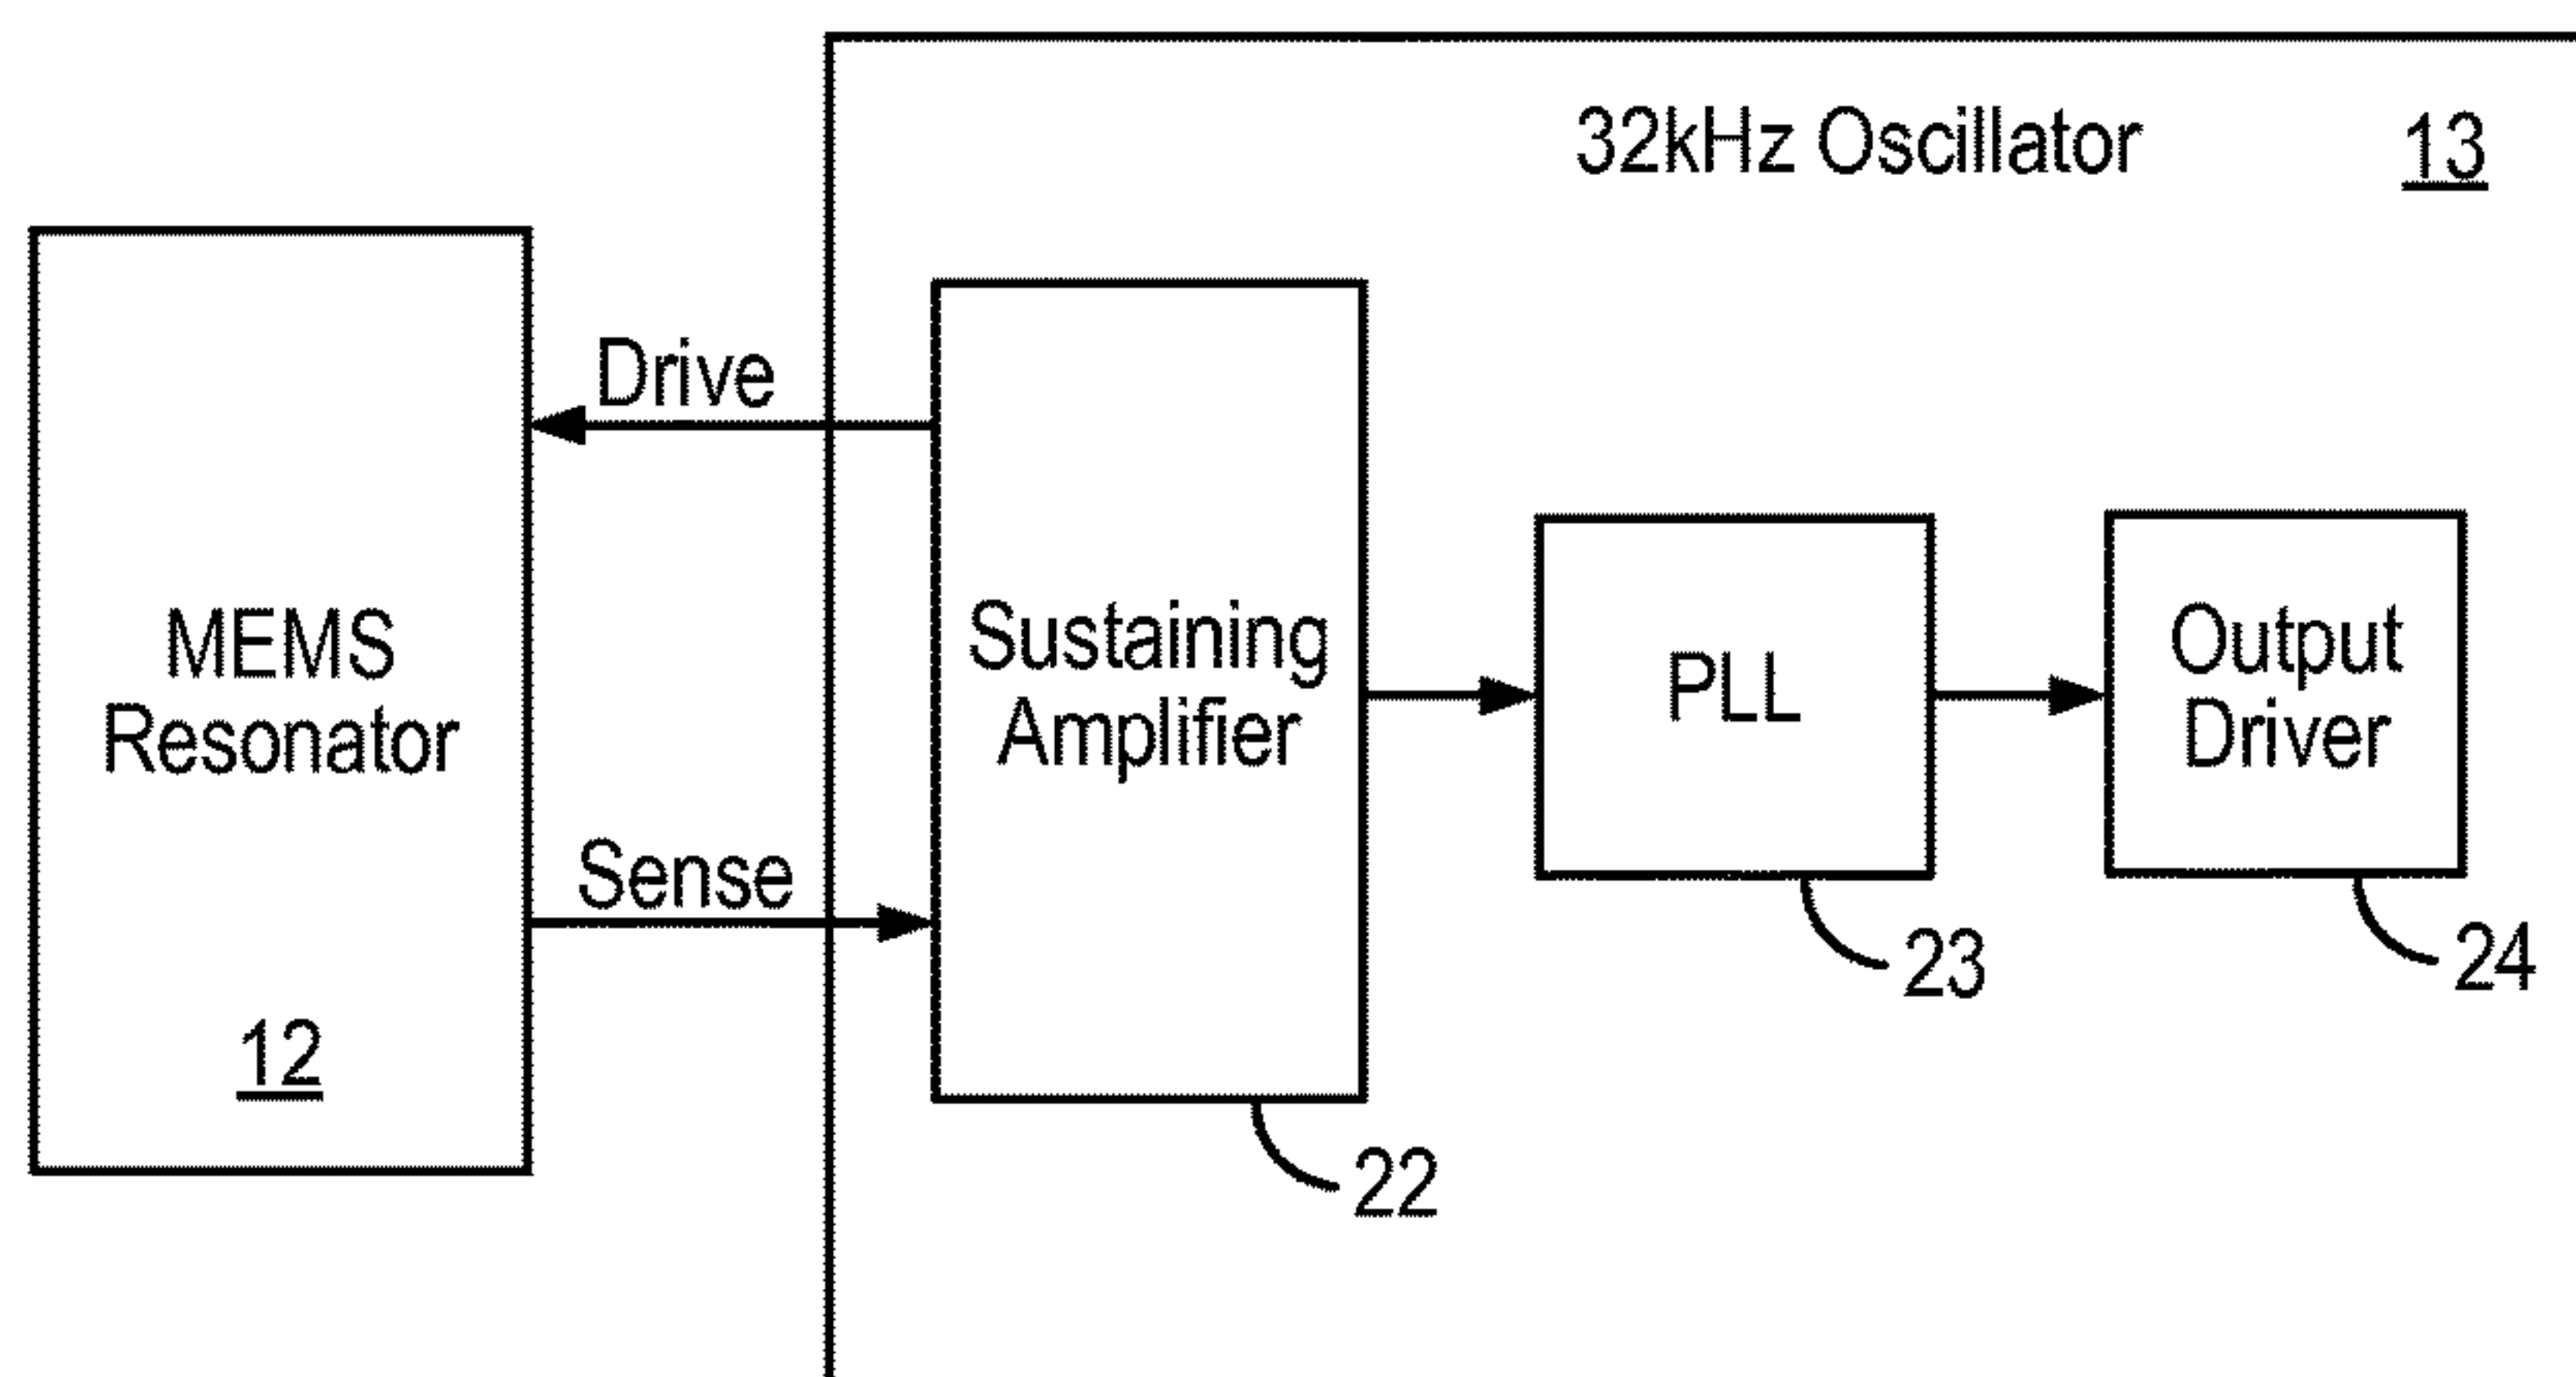 32kHz Oscillator
13
Drive
MEMS
Resonator
Sense
12
Sustaining
Amplifier
22
PLL
23
Output
Driver
24